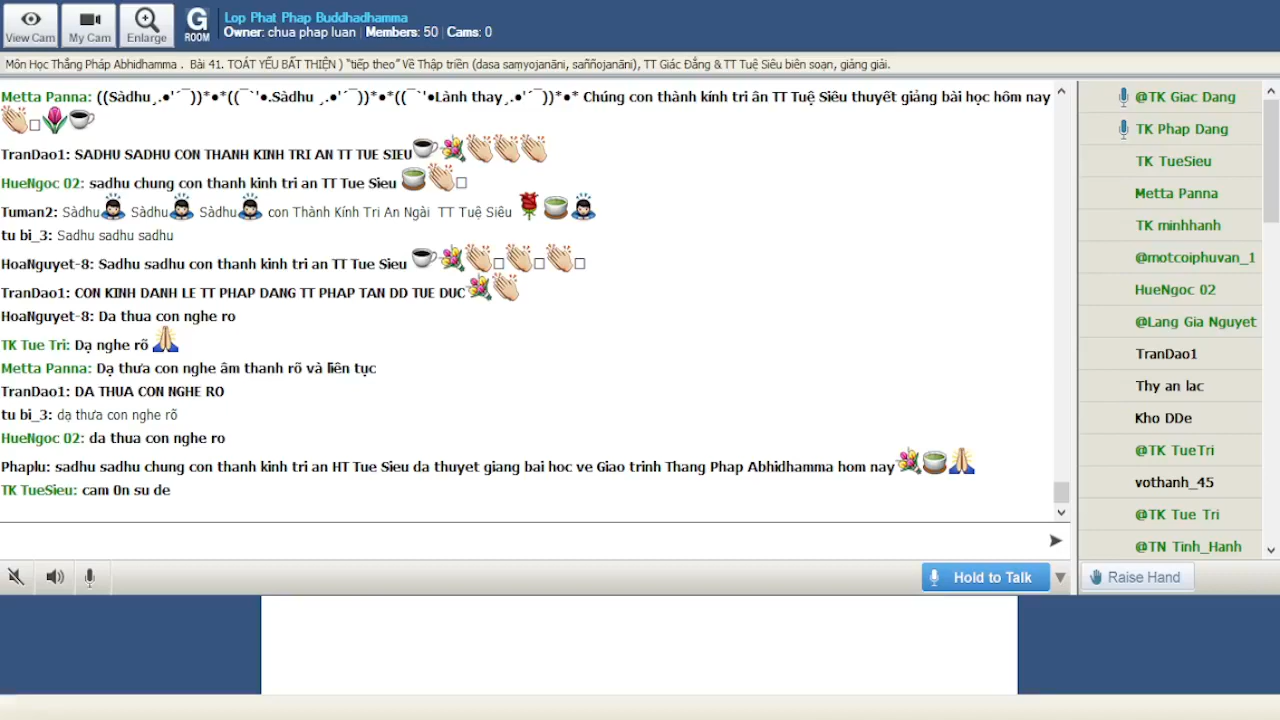 View Cam
My Cam
Enlarge
G
ROOM
Lop Phat Phap Buddhadhamma
Owner: chua phap luan | Members: 50 | Cams: 0
Môn Học Thắng Pháp Abhidhamma . Bài 41. TOÁT YẾU BẤT THIỆN ) “tiếp theo” Về Thập triền (dasa saṃyojanāni, saññojanāni), TT Giác Đẳng & TT Tuệ Siêu biên soạn, giảng giải.
Metta Panna: ((Sàdhu¸.●'´¯))*●*((¯`'●.Sàdhu ¸.●'´¯))*●*((¯`'●Lành thay¸.●'´¯))*●* Chúng con thành kính tri ân TT Tuệ Siêu thuyết giảng bài học hôm nay
TranDao1: SADHU SADHU CON THANH KINH TRI AN TT TUE SIEU
HueNgoc 02: sadhu chung con thanh kinh tri an TT Tue Sieu
Tuman2: Sàdhu Sàdhu Sàdhu con Thành Kính Tri An Ngài TT Tuệ Siêu
tu bi_3: Sadhu sadhu sadhu
HoaNguyet-8: Sadhu sadhu con thanh kinh tri an TT Tue Sieu
TranDao1: CON KINH DANH LE TT PHAP DANG TT PHAP TAN DD TUE DUC
HoaNguyet-8: Da thua con nghe ro
TK Tue Tri: Dạ nghe rõ
Metta Panna: Dạ thưa con nghe âm thanh rõ và liên tục
TranDao1: DA THUA CON NGHE RO
tu bi_3: dạ thưa con nghe rõ
HueNgoc 02: da thua con nghe ro
Phaplu: sadhu sadhu chung con thanh kinh tri an HT Tue Sieu da thuyet giang bai hoc ve Giao trinh Thang Phap Abhidhamma hom nay
TK TueSieu: cam 0n su de
@TK Giac Dang
TK Phap Dang
TK TueSieu
Metta Panna
TK minhhanh
@motcoiphuvan_1
HueNgoc 02
@Lang Gia Nguyet
TranDao1
Thy an lac
Kho DDe
@TK TueTri
vothanh_45
@TK Tue Tri
@TN Tinh_Hanh
Hold to Talk
Raise Hand